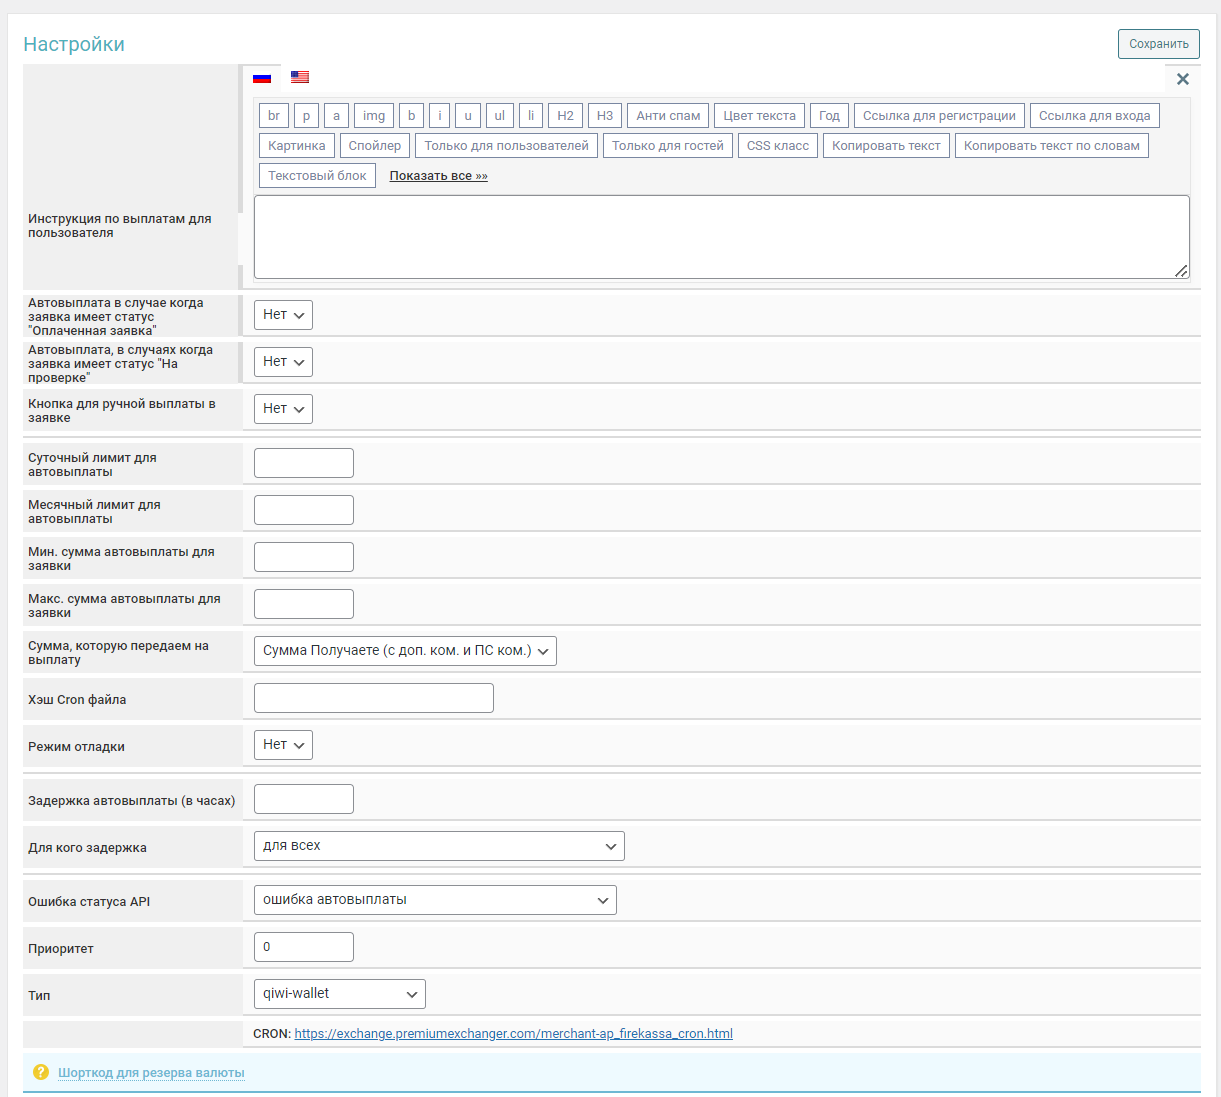 Настройки
Сохранить
br p a img b i u ul li H2 H3 Анти спам Цвет текста Год Ссылка для регистрации Ссылка для входа
Картинка Спойлер Только для пользователей Только для гостей CSS класс Копировать текст Копировать текст по словам
Текстовый блок Показать все »»
Инструкция по выплатам для
пользователя
Автовыплата в случае когда
заявка имеет статус
"Оплаченная заявка"
Нет
Автовыплата, в случаях когда
заявка имеет статус "На
проверке"
Нет
Кнопка для ручной выплаты в
заявке
Нет
Суточный лимит для
автовыплаты
Месячный лимит для
автовыплаты
Мин. сумма автовыплаты для
заявки
Макс. сумма автовыплаты для
заявки
Сумма, которую передаем на
выплату
Сумма Получаете (с доп. ком. и ПС ком.)
Хэш Cron файла
Режим отладки
Нет
Задержка автовыплаты (в часах)
Для кого задержка
для всех
Ошибка статуса API
ошибка автовыплаты
Приоритет
0
Тип
qiwi-wallet
CRON: https://exchange.premiumexchanger.com/merchant-ap_firekassa_cron.html
? Шорткод для резерва валюты